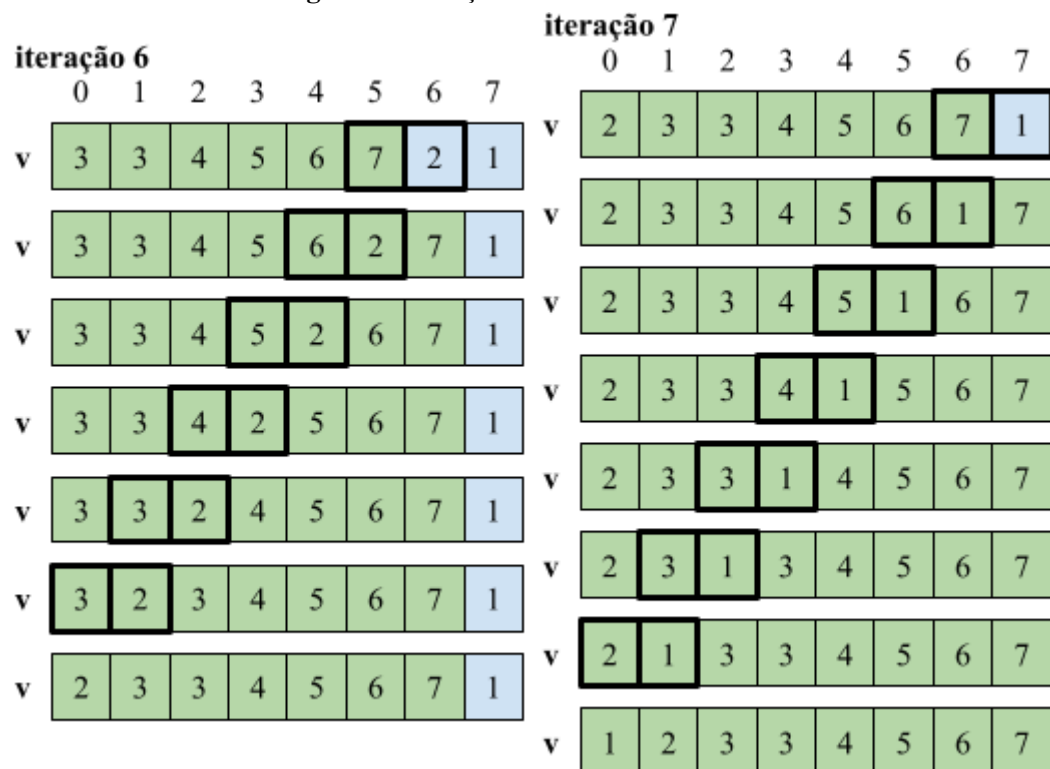 iteração 6
0 1 2 3 4 5 6 7
v 3 3 4 5 6 7 2 1
v 3 3 4 5 6 2 7 1
v 3 3 4 5 2 6 7 1
v 3 3 4 2 5 6 7 1
v 3 3 2 4 5 6 7 1
v 3 2 3 4 5 6 7 1
v 2 3 3 4 5 6 7 1
iteração 7
0 1 2 3 4 5 6 7
v 2 3 3 4 5 6 7 1
v 2 3 3 4 5 6 1 7
v 2 3 3 4 5 1 6 7
v 2 3 3 4 1 5 6 7
v 2 3 3 1 4 5 6 7
v 2 3 1 3 4 5 6 7
v 2 1 3 3 4 5 6 7
v 1 2 3 3 4 5 6 7